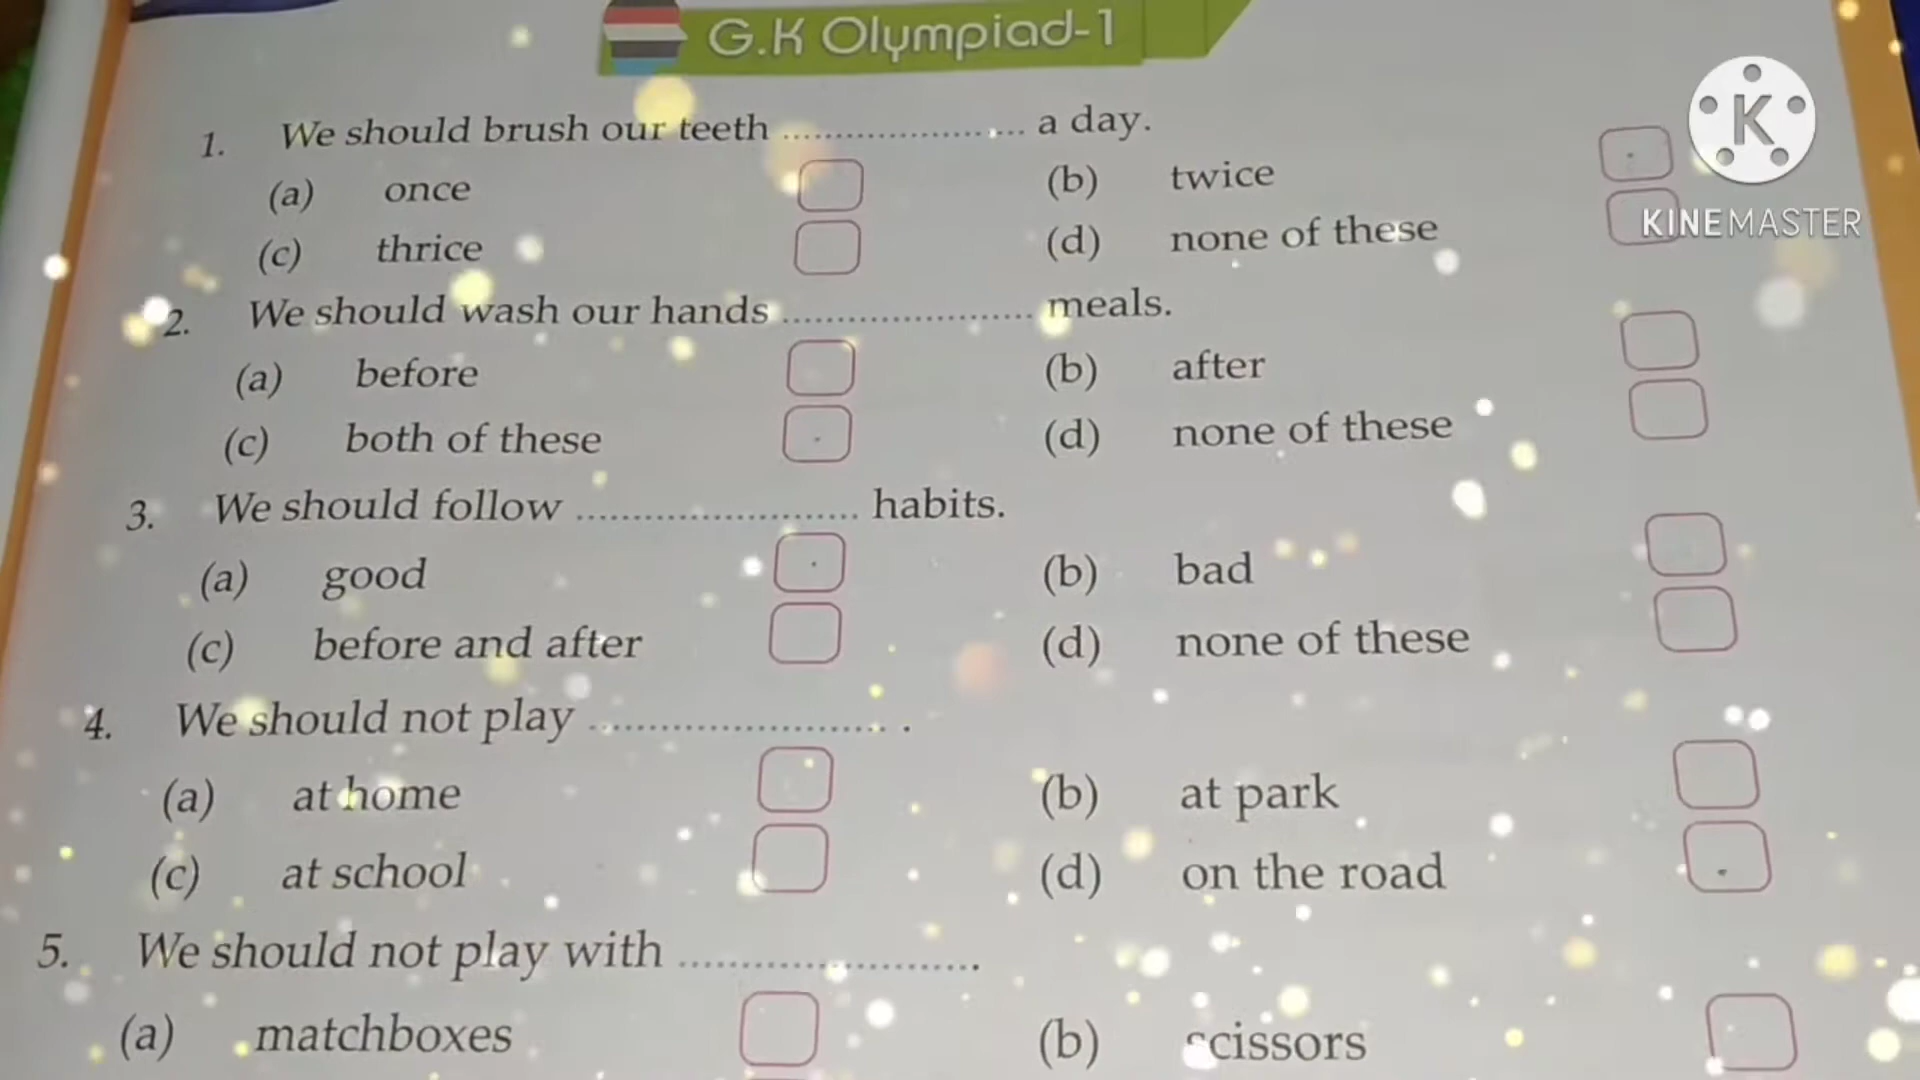 G.K Olympiad-1
1. We should brush our teeth ........................ a day.
(a) once (b) twice
(c) thrice (d) none of these
2. We should wash our hands ........................ meals.
(a) before (b) after
(c) both of these (d) none of these
3. We should follow ........................ habits.
(a) good (b) bad
(c) before and after (d) none of these
4. We should not play ........................ .
(a) at home (b) at park
(c) at school (d) on the road
5. We should not play with ........................
(a) matchboxes (b) scissors
K
KINEMASTER